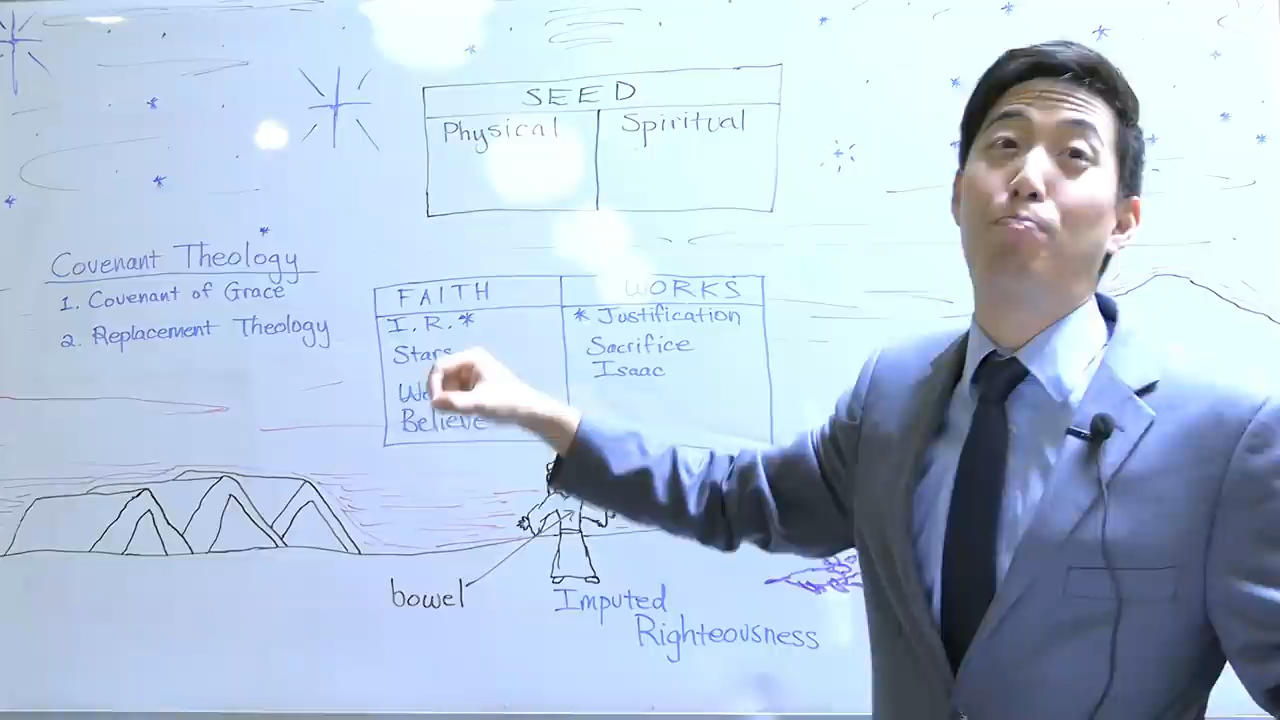 SEED
Physical Spiritual
Covenant Theology
1. Covenant of Grace
2. Replacement Theology
FAITH WORKS
I.R.* * Justification
Stars Sacrifice
Isaac
Believe
bowel
Imputed
Righteousness